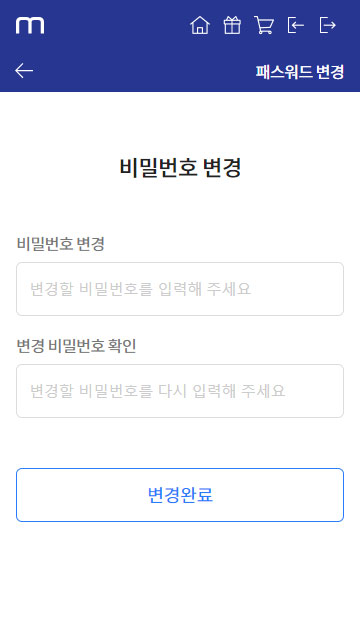 m
패스워드 변경
비밀번호 변경
비밀번호 변경
변경할 비밀번호를 입력해 주세요
변경 비밀번호 확인
변경할 비밀번호를 다시 입력해 주세요
변경완료